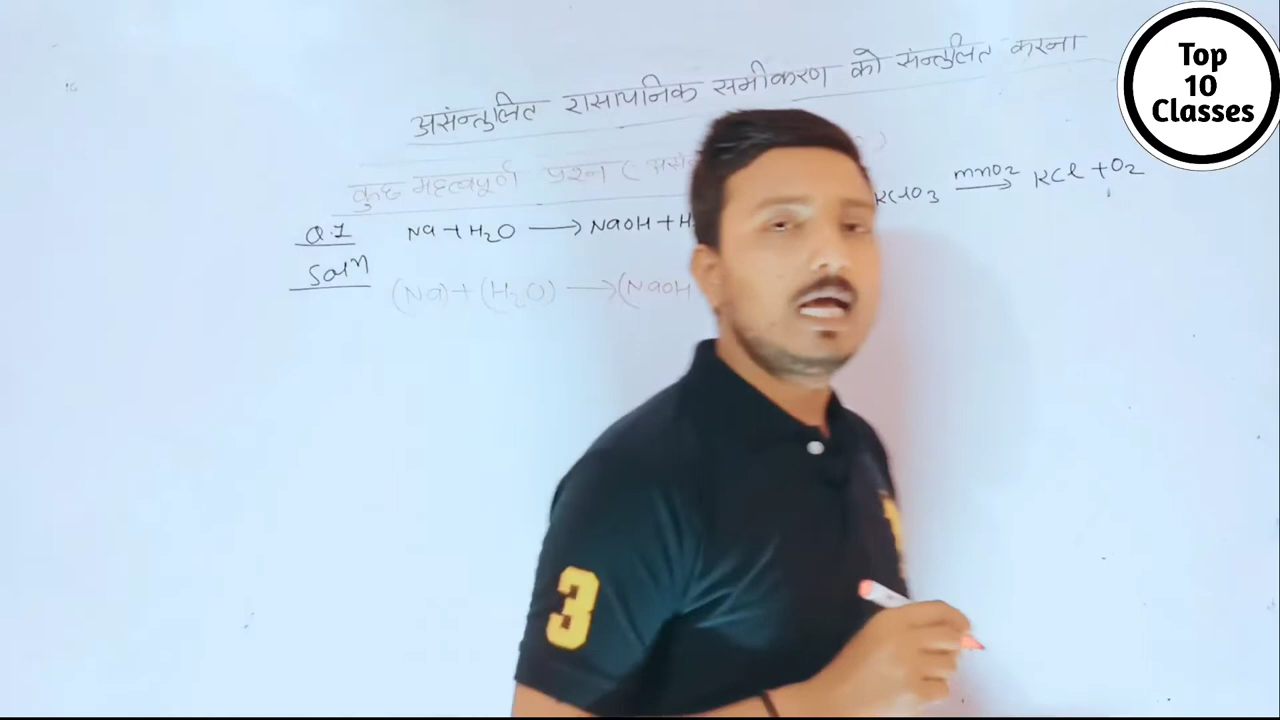 Top
10
Classes
असंन्तुलित रासायनिक समीकरण को सन्तुलित करना
कुछ महत्वपूर्ण प्रश्न (
Q.1 Na + H₂O ⟶ NaOH + H
KClO₃ MnO₂⟶ KCl + O₂
Solⁿ
(Na) + (H₂O) ⟶ (NaOH